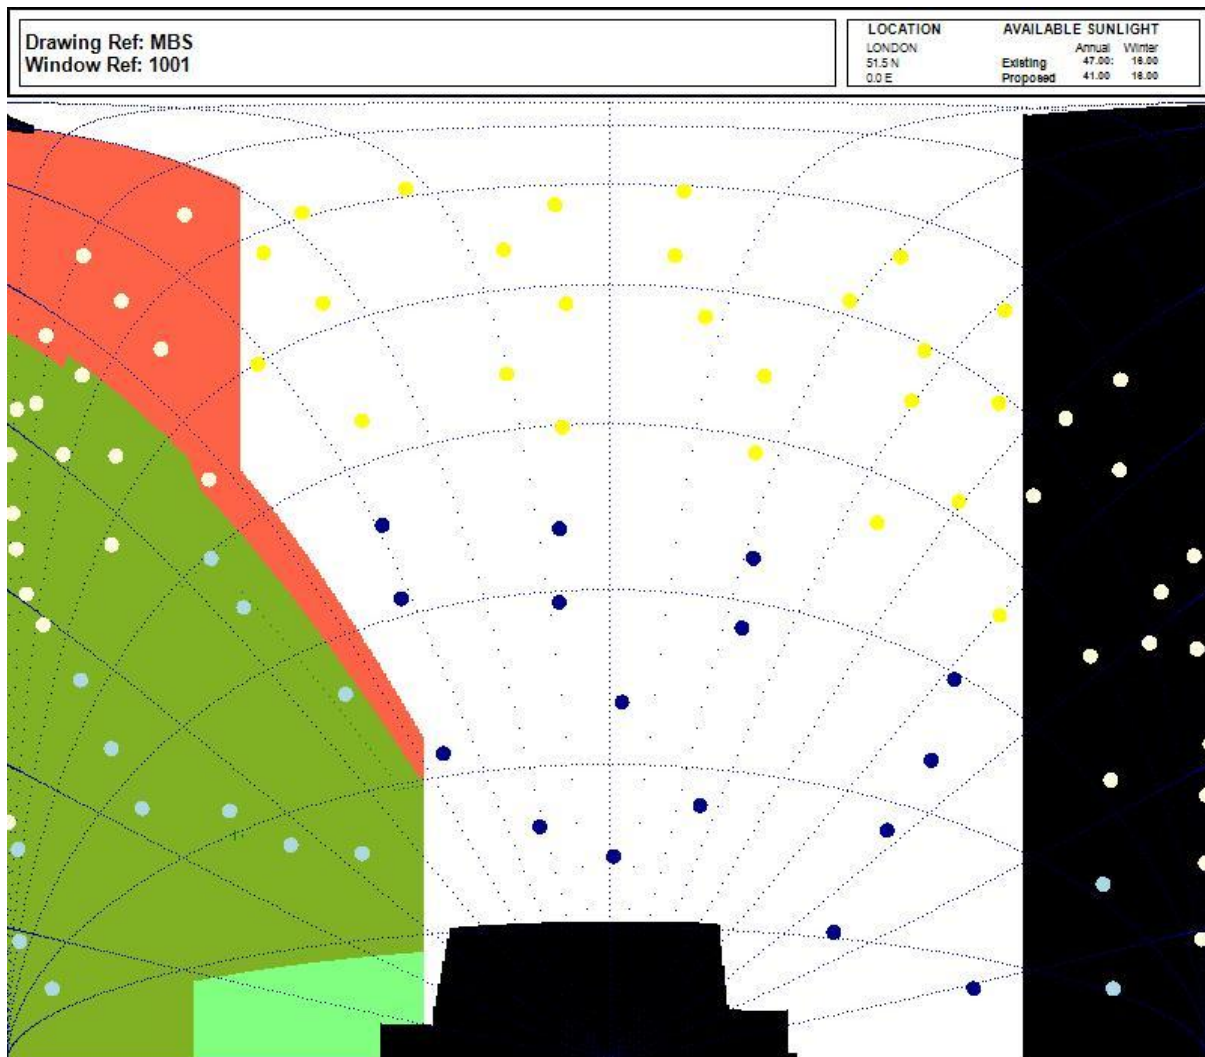 Drawing Ref: MBS
Window Ref: 1001
LOCATION
LONDON
51.5 N
0.0 E
AVAILABLE SUNLIGHT
Annual Winter
Existing 47.00: 16.00
Proposed 41.00 16.00